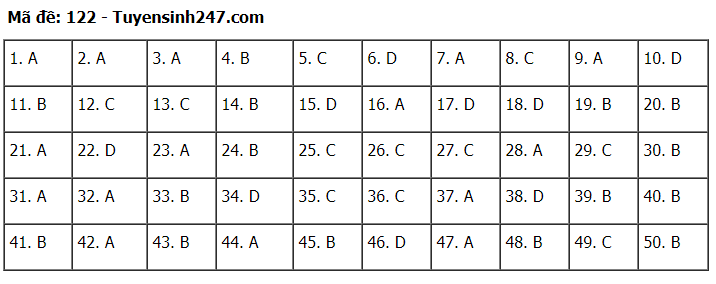 Mã đề: 122 - Tuyensinh247.com
1. A 2. A 3. A 4. B 5. C 6. D 7. A 8. C 9. A 10. D
11. B 12. C 13. C 14. B 15. D 16. A 17. D 18. D 19. B 20. B
21. A 22. D 23. A 24. B 25. C 26. C 27. C 28. A 29. C 30. B
31. A 32. A 33. B 34. D 35. C 36. C 37. A 38. D 39. B 40. B
41. B 42. A 43. B 44. A 45. B 46. D 47. A 48. B 49. C 50. B